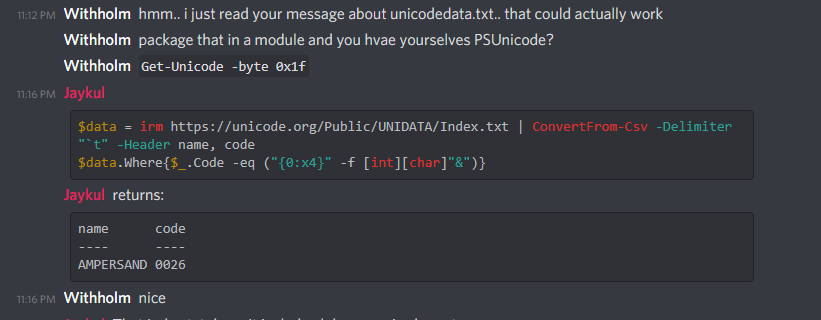 11:12 PM Withholm hmm.. i just read your message about unicodedata.txt.. that could actually work
Withholm package that in a module and you hvae yourselves PSUnicode?
Withholm Get-Unicode -byte 0x1f
11:16 PM Jaykul
$data = irm https://unicode.org/Public/UNIDATA/Index.txt | ConvertFrom-Csv -Delimiter
"`t" -Header name, code
$data.Where{$_.Code -eq ("{0:x4}" -f [int][char]"&")}
Jaykul returns:
name code
---- ----
AMPERSAND 0026
11:16 PM Withholm nice